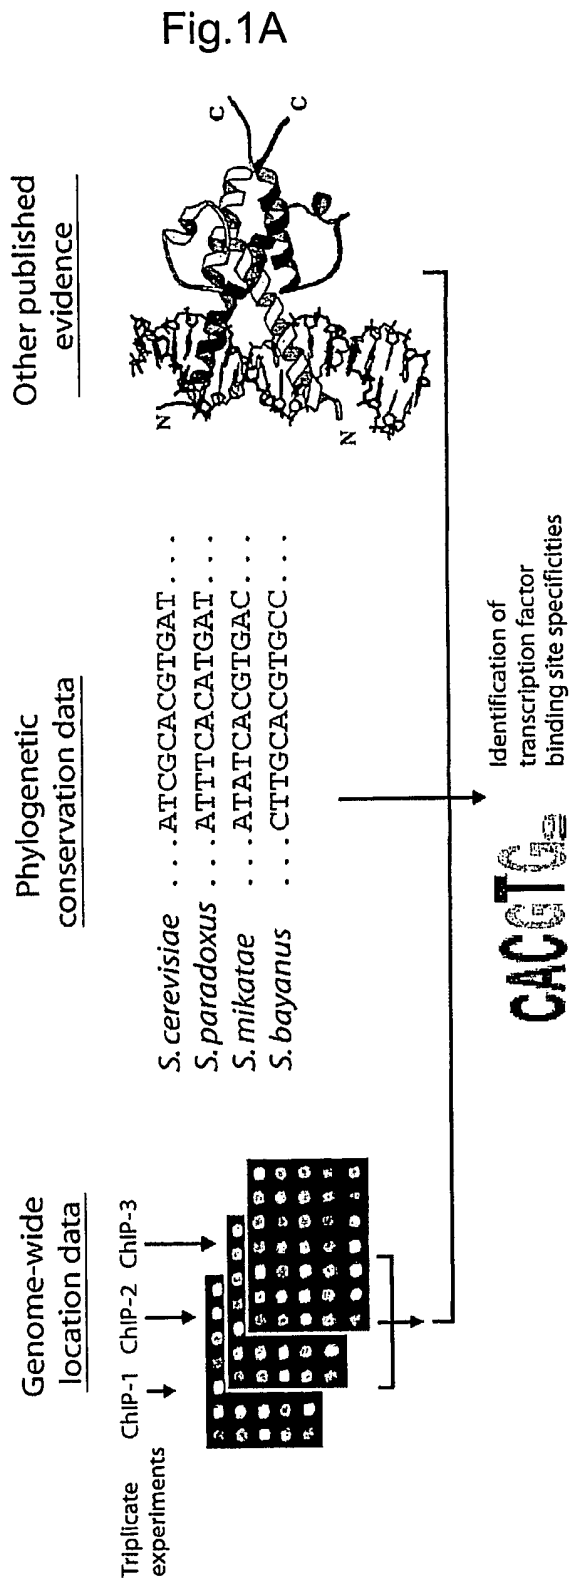 Fig.1A
Genome-wide
location data
Triplicate
experiments
ChIP-1 ChIP-2 ChIP-3
Phylogenetic
conservation data
S. cerevisiae ...ATCGCACGTGAT...
S. paradoxus ...ATTTCACATGAT...
S. mikatae ...ATATCACGTGAC...
S. bayanus ...CTTGCACGTGCC...
Other published
evidence
C
C
N
N
CACGTG
Identification of
transcription factor
binding site specificities